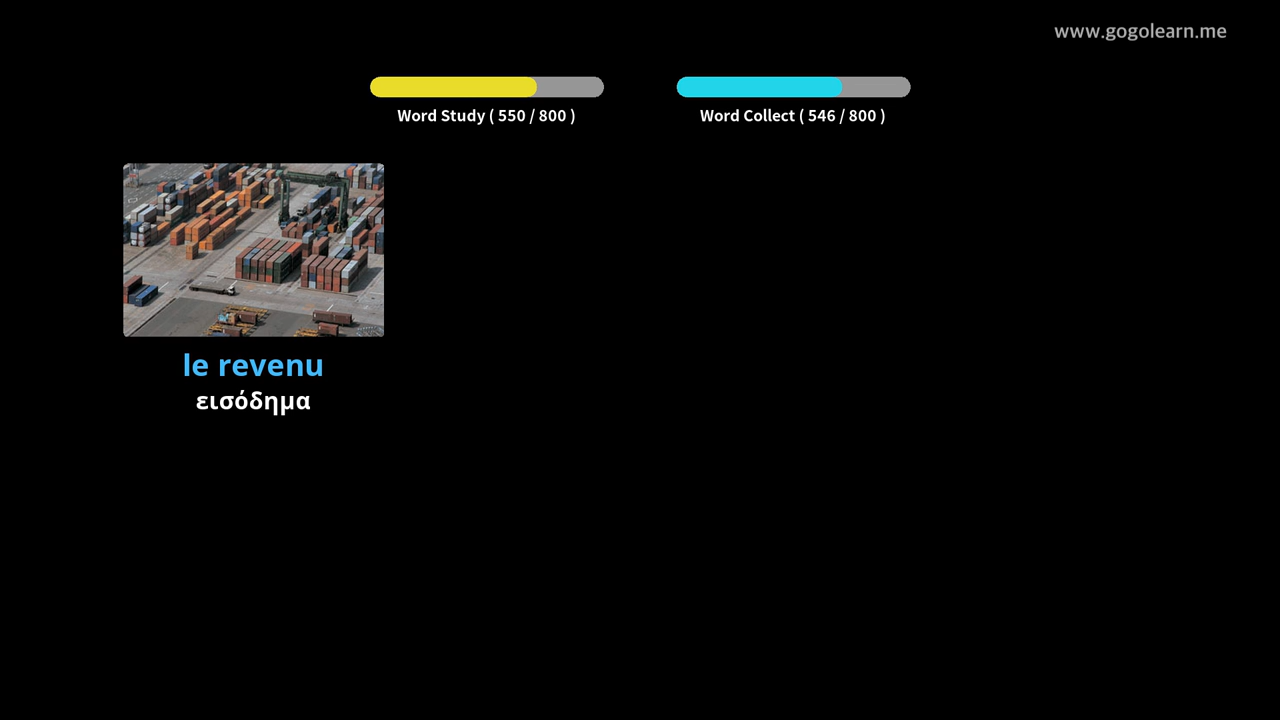 www.gogolearn.me
Word Study ( 550 / 800 )
Word Collect ( 546 / 800 )
le revenu
εισόδημα